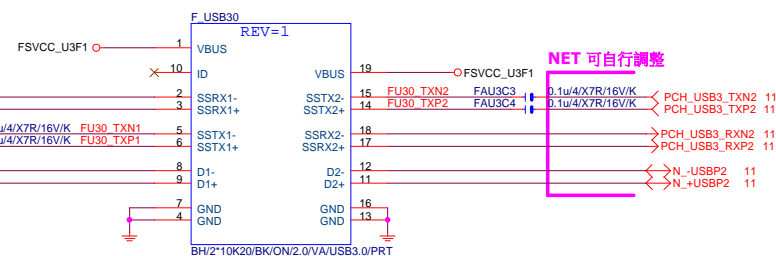 F_USB30
REV=1
FSVCC_U3F1
1
VBUS
10
ID
VBUS
19
FSVCC_U3F1
NET 可自行調整
2
SSRX1-
3
SSRX1+
SSTX2-
15
FU30_TXN2
FAU3C3
0.1u/4/X7R/16V/K
PCH_USB3_TXN2 11
SSTX2+
14
FU30_TXP2
FAU3C4
0.1u/4/X7R/16V/K
PCH_USB3_TXP2 11
u/4/X7R/16V/K FU30_TXN1
5
SSTX1-
u/4/X7R/16V/K FU30_TXP1
6
SSTX1+
SSRX2-
18
PCH_USB3_RXN2 11
SSRX2+
17
PCH_USB3_RXP2 11
8
D1-
9
D1+
D2-
12
N_-USBP2 11
D2+
11
N_+USBP2 11
7
GND
4
GND
GND
16
GND
13
BH/2*10K20/BK/ON/2.0/VA/USB3.0/PRT